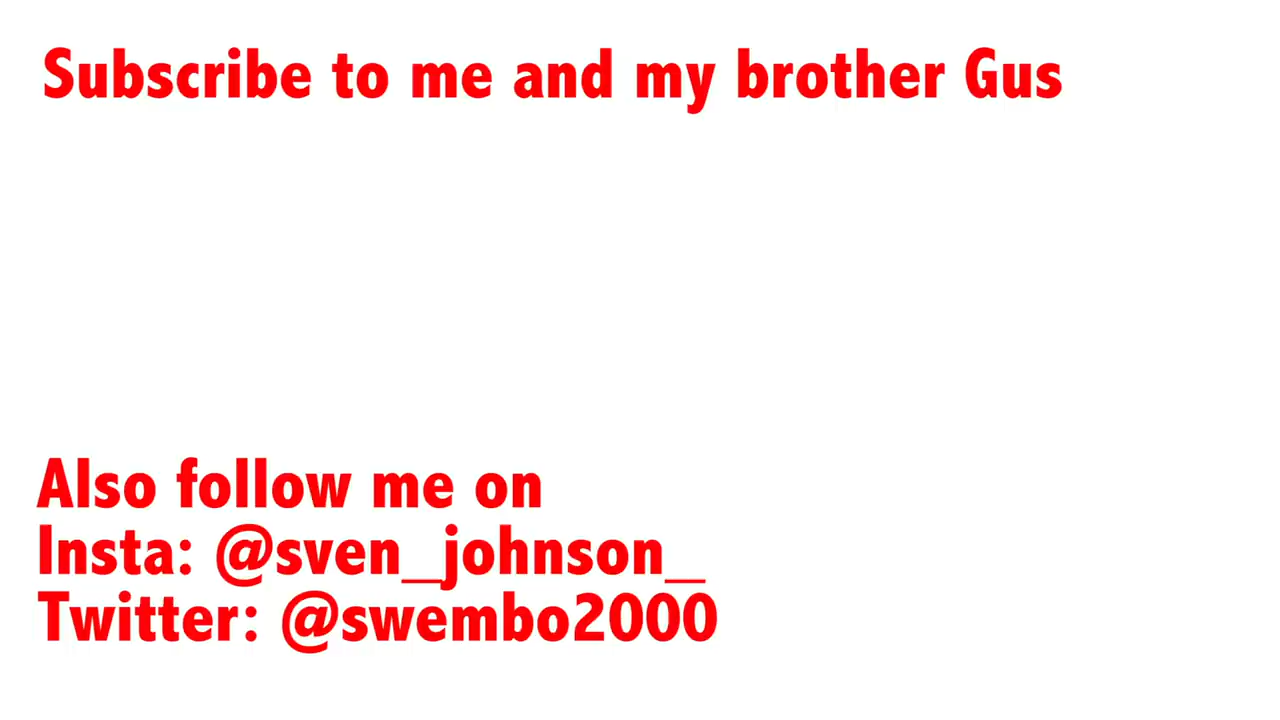 Subscribe to me and my brother Gus
Also follow me on
Insta: @sven_johnson_
Twitter: @swembo2000